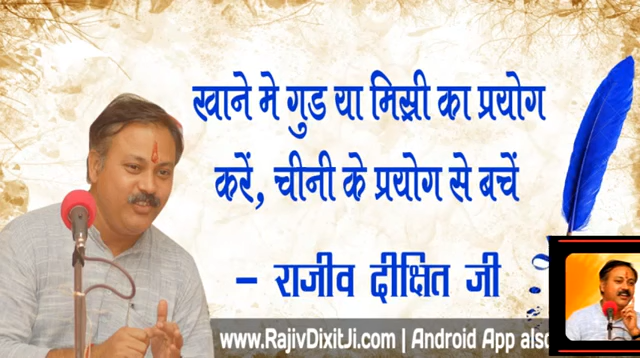 खाने मे गुड या मिस्री का प्रयोग
करें, चीनी के प्रयोग से बचें
– राजीव दीक्षित जी
www.RajivDixitJi.com | Android App also